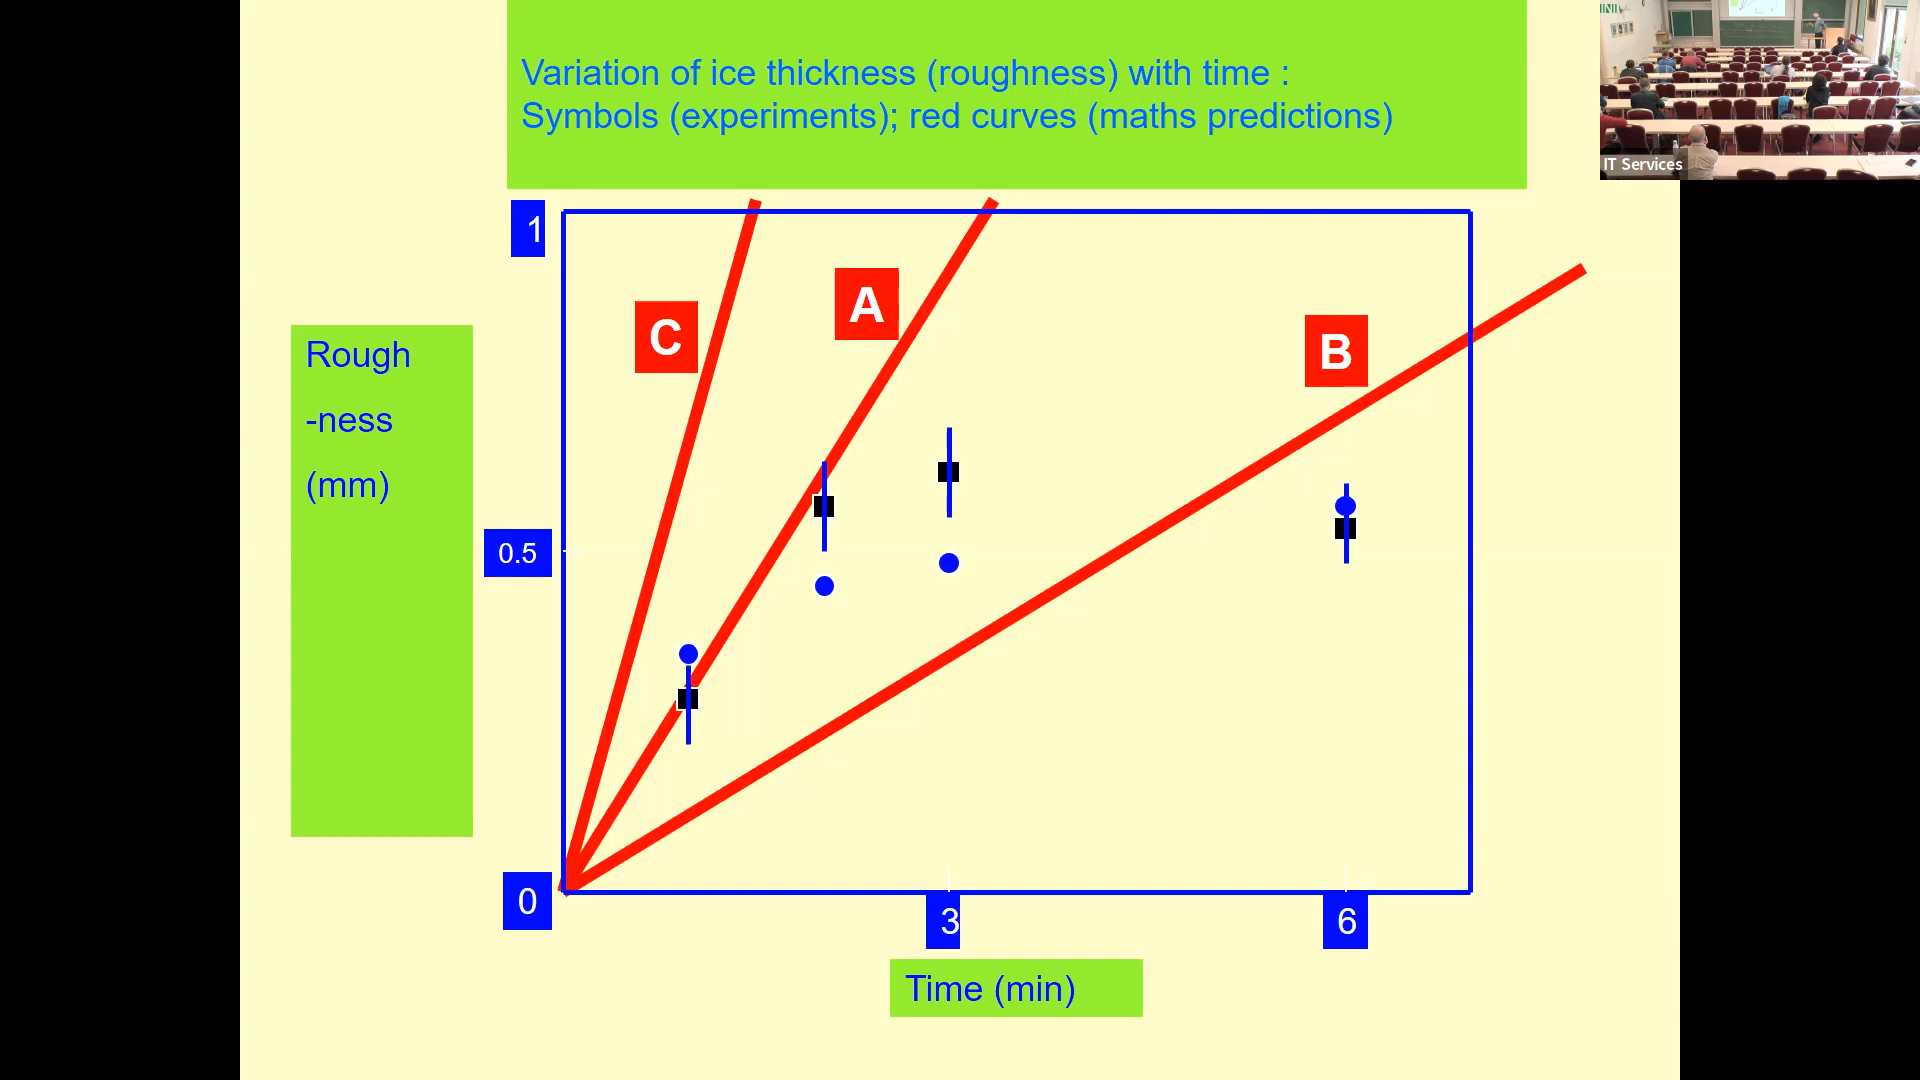 Variation of ice thickness (roughness) with time :
Symbols (experiments); red curves (maths predictions)
IT Services
1
C
A
B
Rough
-ness
(mm)
0.5
0
3
6
Time (min)